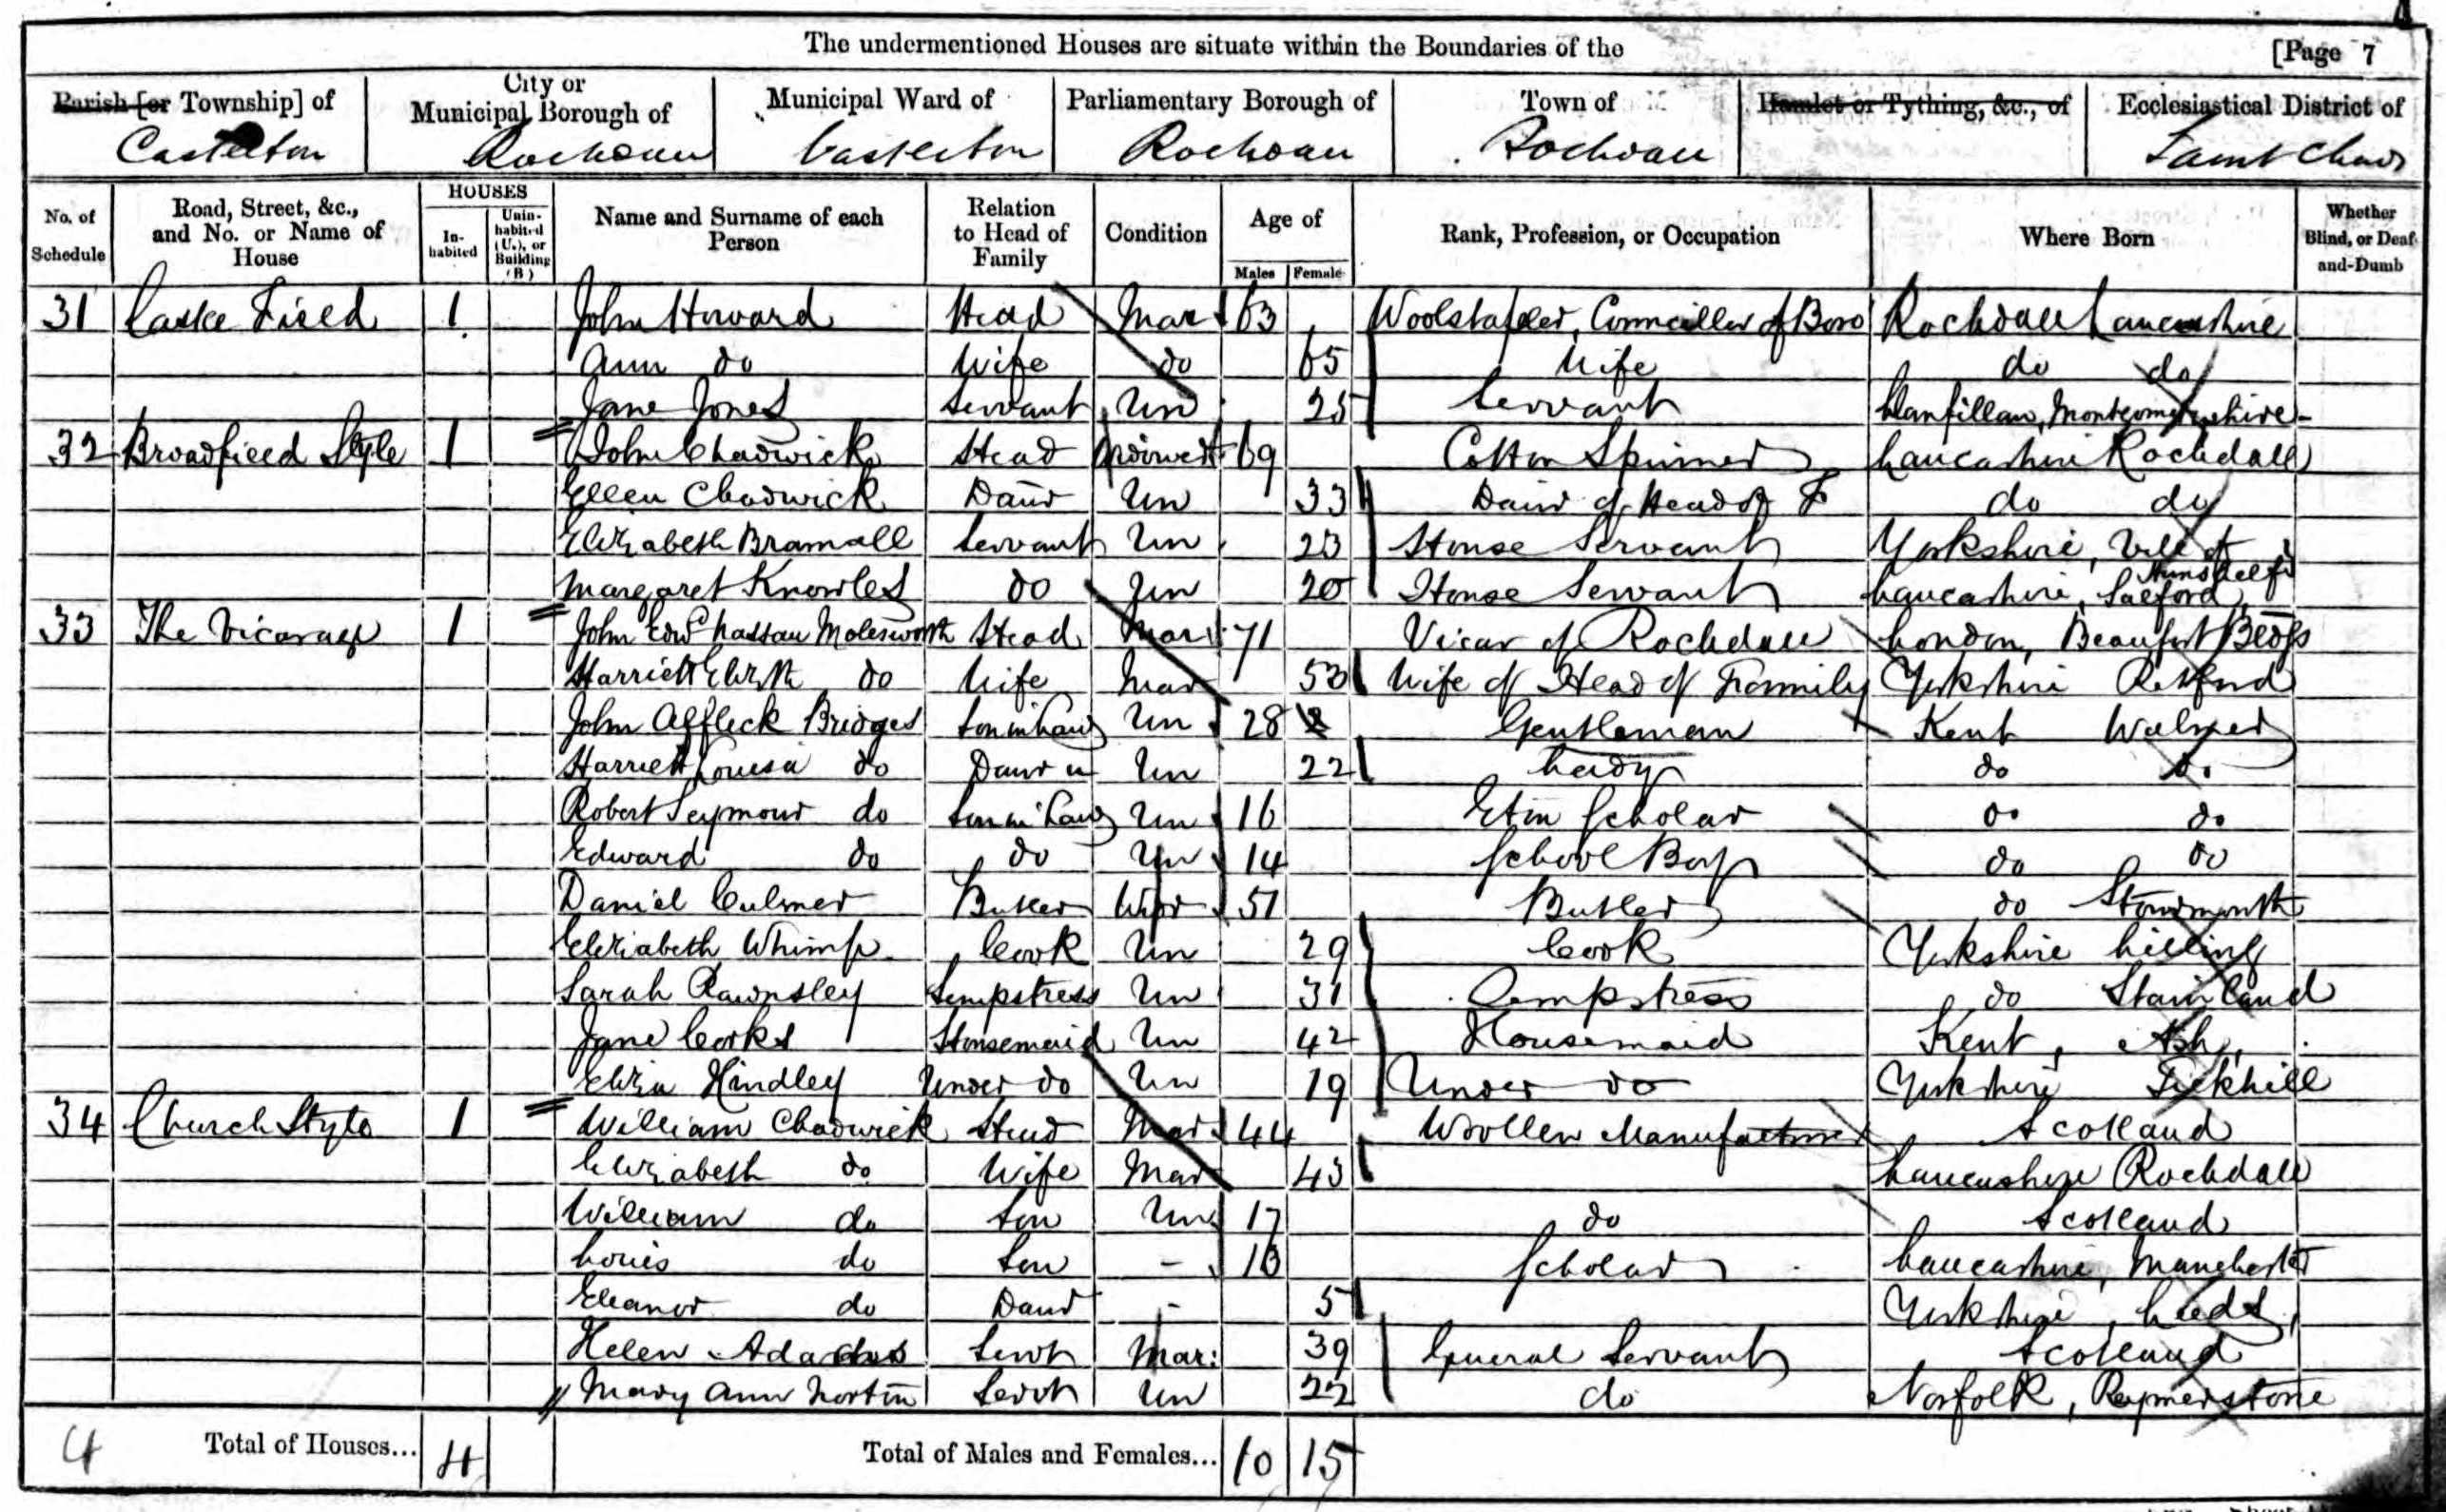 The undermentioned Houses are situate within the Boundaries of the [Page 7
Parish [or Township] of City or Municipal Borough of Municipal Ward of Parliamentary Borough of Town of Hamlet or Tything, &c., of Ecclesiastical District of
Castleton Rochdale Castleton Rochdale Rochdale Saint Chads
No. of Schedule Road, Street, &c., and No. or Name of House HOUSES Inhabited Uninhabited (U.), or Building (B) Name and Surname of each Person Relation to Head of Family Condition Age of Males Female Rank, Profession, or Occupation Where Born Whether Blind, or Deaf-and-Dumb
31 Field 1 John Howard Head Mar 63 Woolstapler, Councillor of Boro Rochdale Lancashire
Ann do Wife do 65 Wife do do
Jane Jones Servant Un 25 Servant Montgomeryshire
32 Broadfield Style 1 John Chadwick Head Widower 69 Cotton Spinner Lancashire Rochdale
Ellen Chadwick Daur Un 33 Daur of Head of F do do
Elizabeth Bramall Servant Un 23 House Servant Yorkshire, of Hunshelf
Margaret Knowles do Un 20 House Servant Lancashire, Salford
33 The Vicarage 1 John Edwd Nassau Molesworth Head Mar 71 Vicar of Rochdale London, Beaufort Bldgs
Harriett Elizth do Wife Mar 53 Wife of Head of Family Yorkshire
John Affleck Bridges Son in Law Un 28 Gentleman Kent Walmer
Harriett Louisa do Daur Un 22 Lady do do
Robert Seymour do Son in Law Un 16 Eton Scholar do do
Edward do do Un 14 School Boy do do
Daniel Culmer Butler Widr 51 Butler do Stourmouth
Elizabeth Whimp Cook Un 29 Cook Yorkshire
Sarah Rawnsley Sempstress Un 31 Sempstress do Stainland
Jane Cooks Housemaid Un 42 Housemaid Kent, Ash,
Eliza Hindley Under do Un 19 Under do Yorkshire Tickhill
34 Church Style 1 William Chadwick Head Mar 44 Woollen Manufacturer Scotland
Elizabeth do Wife Mar 43 Lancashire Rochdale
William do Son Un 17 do Scotland
Louis do Son - 13 Scholar Lancashire, Manchester
Eleanor do Daur - 5 Yorkshire, Leeds,
Helen Servt Mar: 39 General Servant Scotland
Mary Ann Norton Servt Un 22 do Norfolk, Reymerstone
4 Total of Houses... 4 Total of Males and Females... 10 15